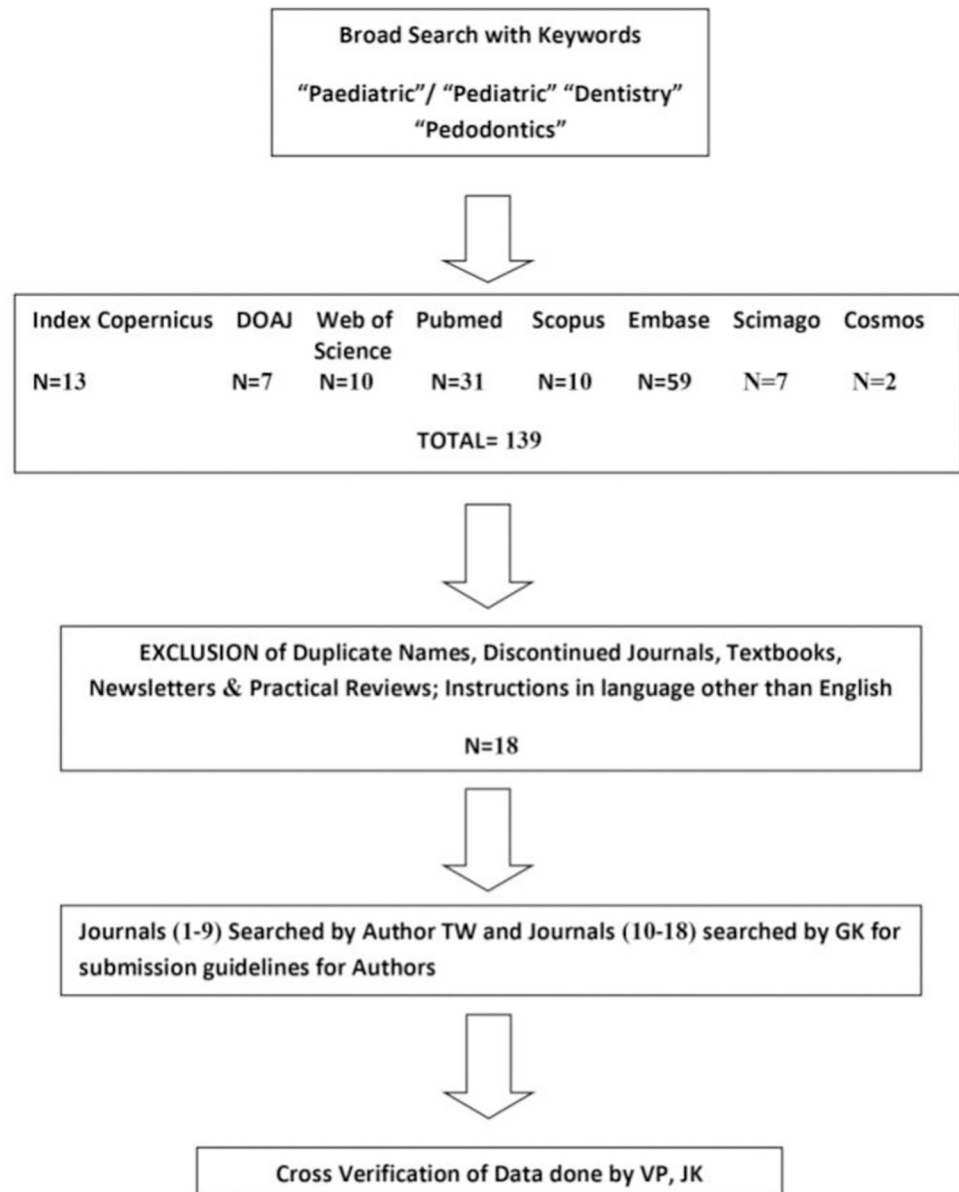 Broad Search with Keywords
“Paediatric”/ “Pediatric” “Dentistry”
“Pedodontics”
Index Copernicus DOAJ Web of Science Pubmed Scopus Embase Scimago Cosmos
N=13 N=7 N=10 N=31 N=10 N=59 N=7 N=2
TOTAL= 139
EXCLUSION of Duplicate Names, Discontinued Journals, Textbooks,
Newsletters & Practical Reviews; Instructions in language other than English
N=18
Journals (1-9) Searched by Author TW and Journals (10-18) searched by GK for
submission guidelines for Authors
Cross Verification of Data done by VP, JK